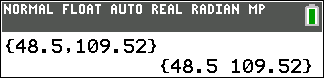 NORMAL FLOAT AUTO REAL RADIAN MP
{48.5,109.52}
{48.5 109.52}